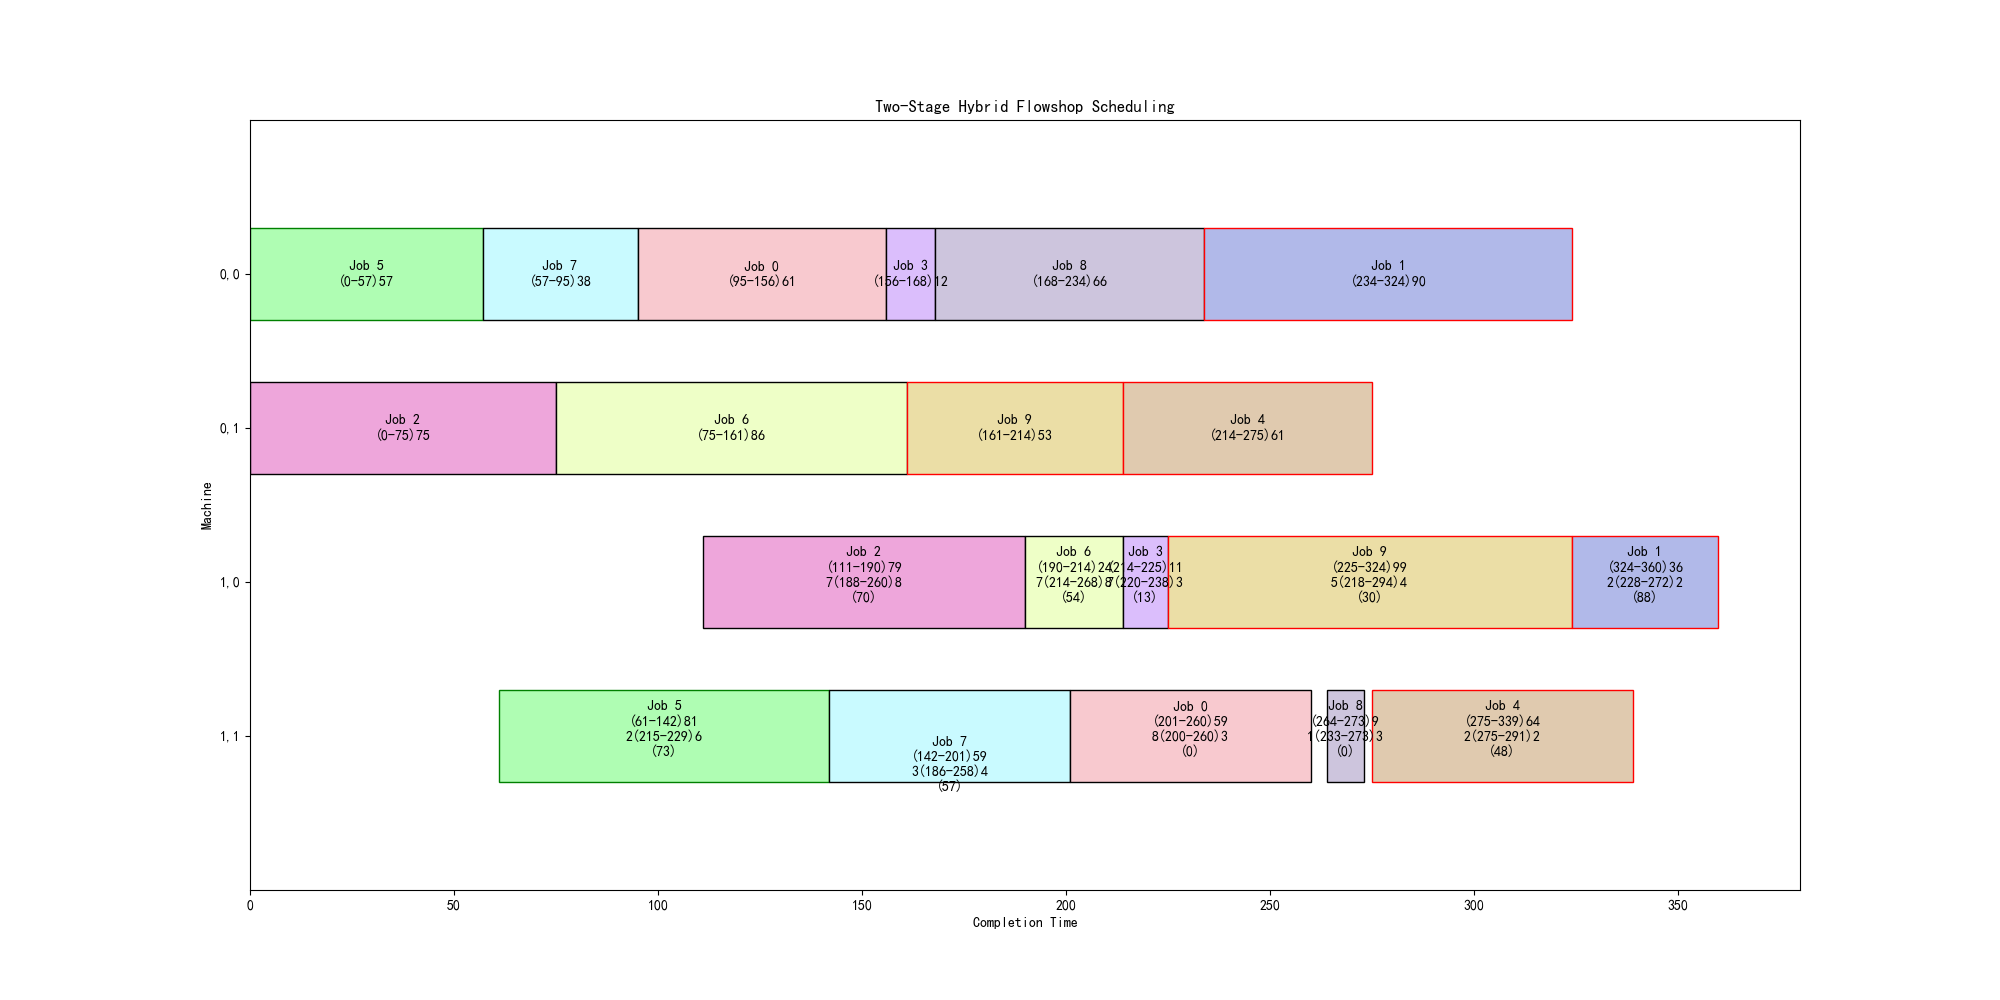 Two-Stage Hybrid Flowshop Scheduling
0,0
Job 5
(0-57)57
Job 7
(57-95)38
Job 0
(95-156)61
Job 3
(156-168)12
Job 8
(168-234)66
Job 1
(234-324)90
0,1
Job 2
(0-75)75
Job 6
(75-161)86
Job 9
(161-214)53
Job 4
(214-275)61
Machine
1,0
Job 2
(111-190)79
7(188-260)8
(70)
Job 6
(190-214)24
7(214-268)8
(54)
Job 3
(214-225)11
7(220-238)3
(13)
Job 9
(225-324)99
5(218-294)4
(30)
Job 1
(324-360)36
2(228-272)2
(88)
1,1
Job 5
(61-142)81
2(215-229)6
(73)
Job 7
(142-201)59
3(186-258)4
(57)
Job 0
(201-260)59
8(200-260)3
(0)
Job 8
(264-273)9
1(233-273)3
(0)
Job 4
(275-339)64
2(275-291)2
(48)
0
50
100
150
200
250
300
350
Completion Time